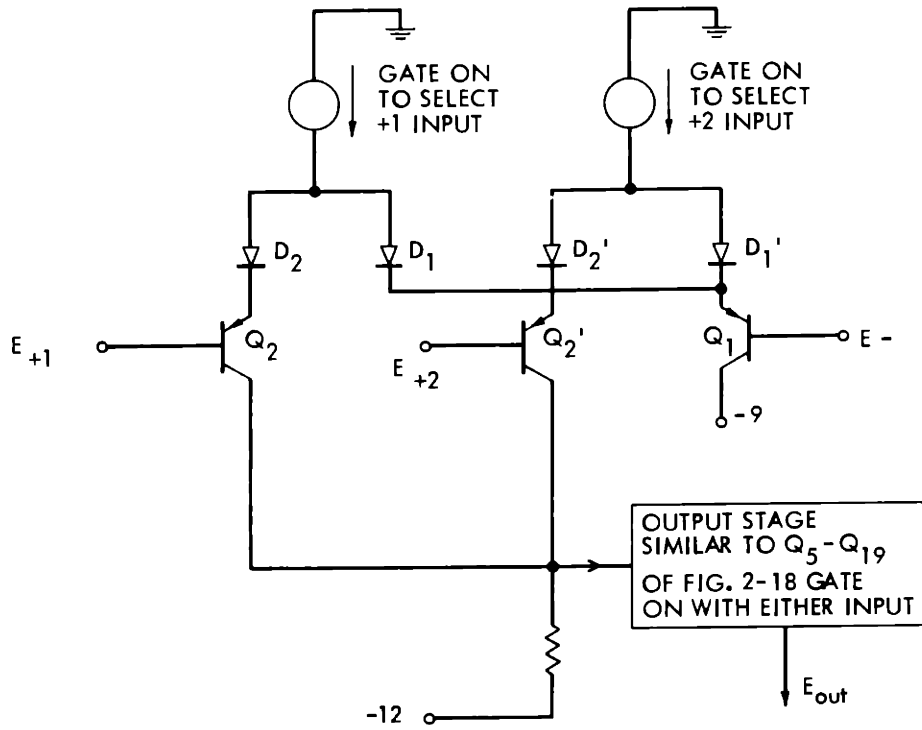 GATE ON
TO SELECT
+1 INPUT
GATE ON
TO SELECT
+2 INPUT
D2
D1
D2'
D1'
E+1
Q2
E+2
Q2'
Q1
E-
-9
OUTPUT STAGE
SIMILAR TO Q5-Q19
OF FIG. 2-18 GATE
ON WITH EITHER INPUT
-12
Eout